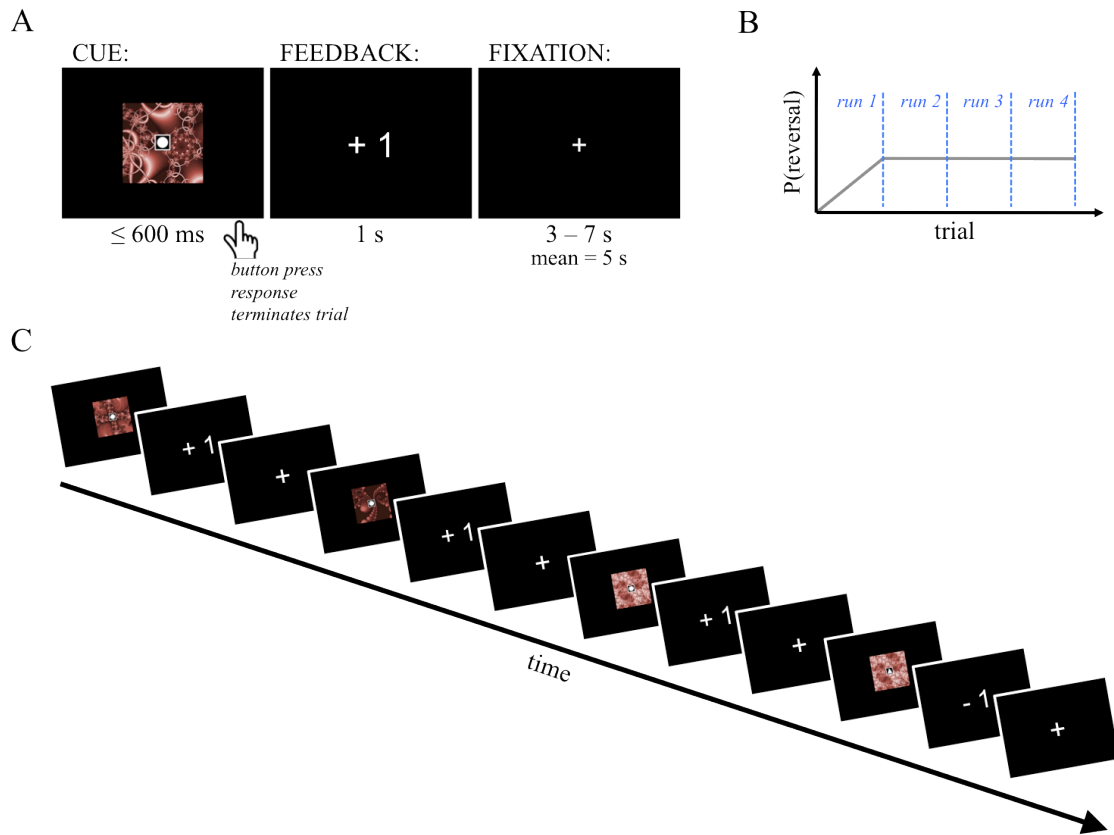 A
CUE:
FEEDBACK:
FIXATION:
+ 1
+
≤ 600 ms
1 s
3 – 7 s
mean = 5 s
button press
response
terminates trial
B
P(reversal)
run 1
run 2
run 3
run 4
trial
C
+ 1
+
+ 1
+
+ 1
+
- 1
+
time